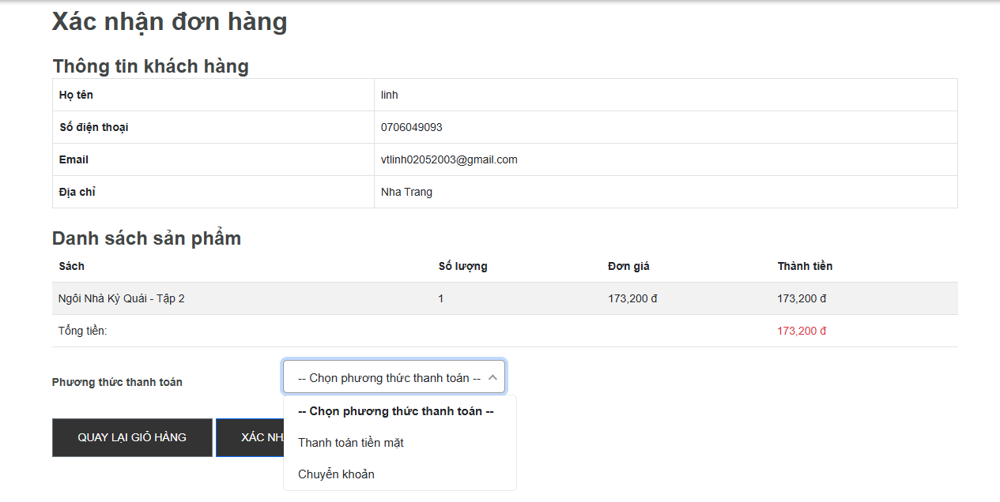 Xác nhận đơn hàng
Thông tin khách hàng
Họ tên linh
Số điện thoại 0706049093
Email vtlinh02052003@gmail.com
Địa chỉ Nha Trang
Danh sách sản phẩm
Sách Số lượng Đơn giá Thành tiền
Ngôi Nhà Kỳ Quái - Tập 2 1 173,200 đ 173,200 đ
Tổng tiền: 173,200 đ
Phương thức thanh toán -- Chọn phương thức thanh toán --
-- Chọn phương thức thanh toán --
QUAY LẠI GIỎ HÀNG XÁC
Thanh toán tiền mặt
Chuyển khoản